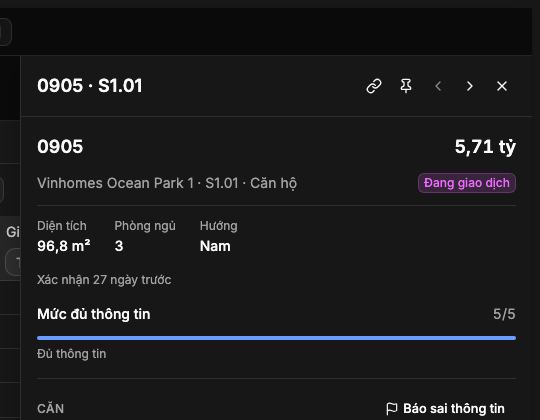 0905 · S1.01
0905
5,71 tỷ
Vinhomes Ocean Park 1 · S1.01 · Căn hộ
Đang giao dịch
Diện tích
Phòng ngủ
Hướng
96,8 m²
3
Nam
Xác nhận 27 ngày trước
Mức đủ thông tin
5/5
Đủ thông tin
CĂN
Báo sai thông tin